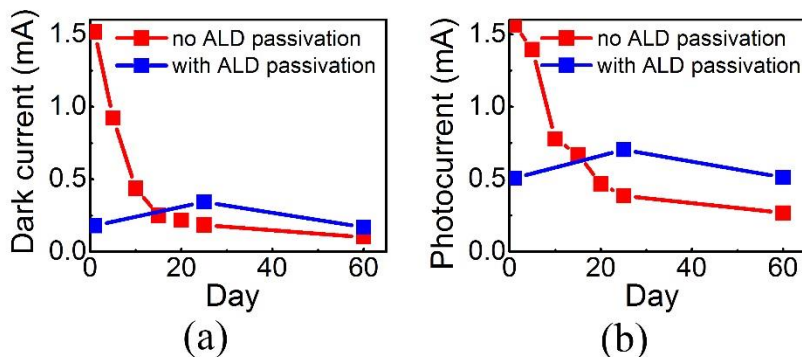 Dark current (mA)
1.5
1.0
0.5
0.0
no ALD passivation
with ALD passivation
0
20
40
60
Day
(a)
Photocurrent (mA)
1.5
1.0
0.5
0.0
no ALD passivation
with ALD passivation
0
20
40
60
Day
(b)